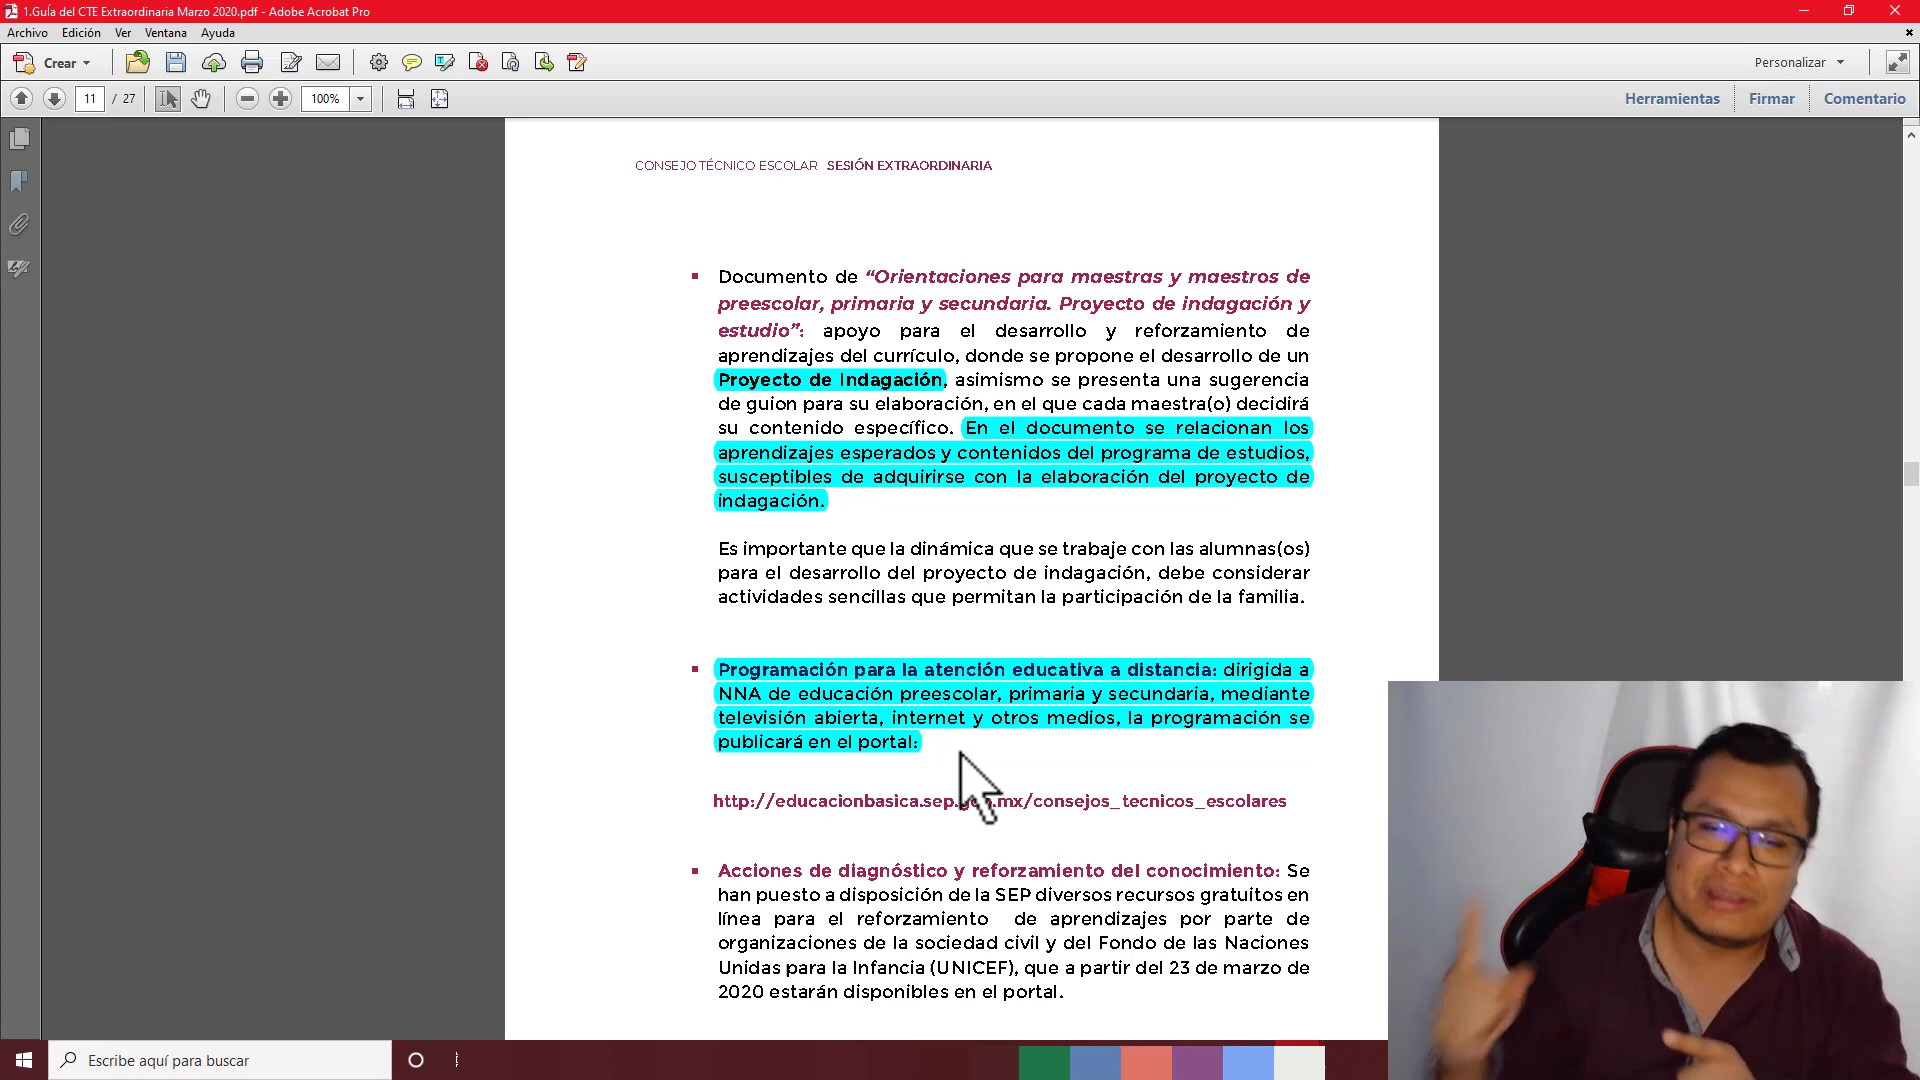 1.Guía del CTE Extraordinaria Marzo 2020.pdf - Adobe Acrobat Pro
Archivo Edición Ver Ventana Ayuda
Crear
Personalizar
11 / 27 100%
Herramientas Firmar Comentario
CONSEJO TÉCNICO ESCOLAR SESIÓN EXTRAORDINARIA
Documento de “Orientaciones para maestras y maestros de
preescolar, primaria y secundaria. Proyecto de indagación y
estudio”: apoyo para el desarrollo y reforzamiento de
aprendizajes del currículo, donde se propone el desarrollo de un
Proyecto de Indagación, asimismo se presenta una sugerencia
de guion para su elaboración, en el que cada maestra(o) decidirá
su contenido específico. En el documento se relacionan los
aprendizajes esperados y contenidos del programa de estudios,
susceptibles de adquirirse con la elaboración del proyecto de
indagación.
Es importante que la dinámica que se trabaje con las alumnas(os)
para el desarrollo del proyecto de indagación, debe considerar
actividades sencillas que permitan la participación de la familia.
Programación para la atención educativa a distancia: dirigida a
NNA de educación preescolar, primaria y secundaria, mediante
televisión abierta, internet y otros medios, la programación se
publicará en el portal:
http://educacionbasica.sep.gob.mx/consejos_tecnicos_escolares
Acciones de diagnóstico y reforzamiento del conocimiento: Se
han puesto a disposición de la SEP diversos recursos gratuitos en
línea para el reforzamiento de aprendizajes por parte de
organizaciones de la sociedad civil y del Fondo de las Naciones
Unidas para la Infancia (UNICEF), que a partir del 23 de marzo de
2020 estarán disponibles en el portal.
Escribe aquí para buscar